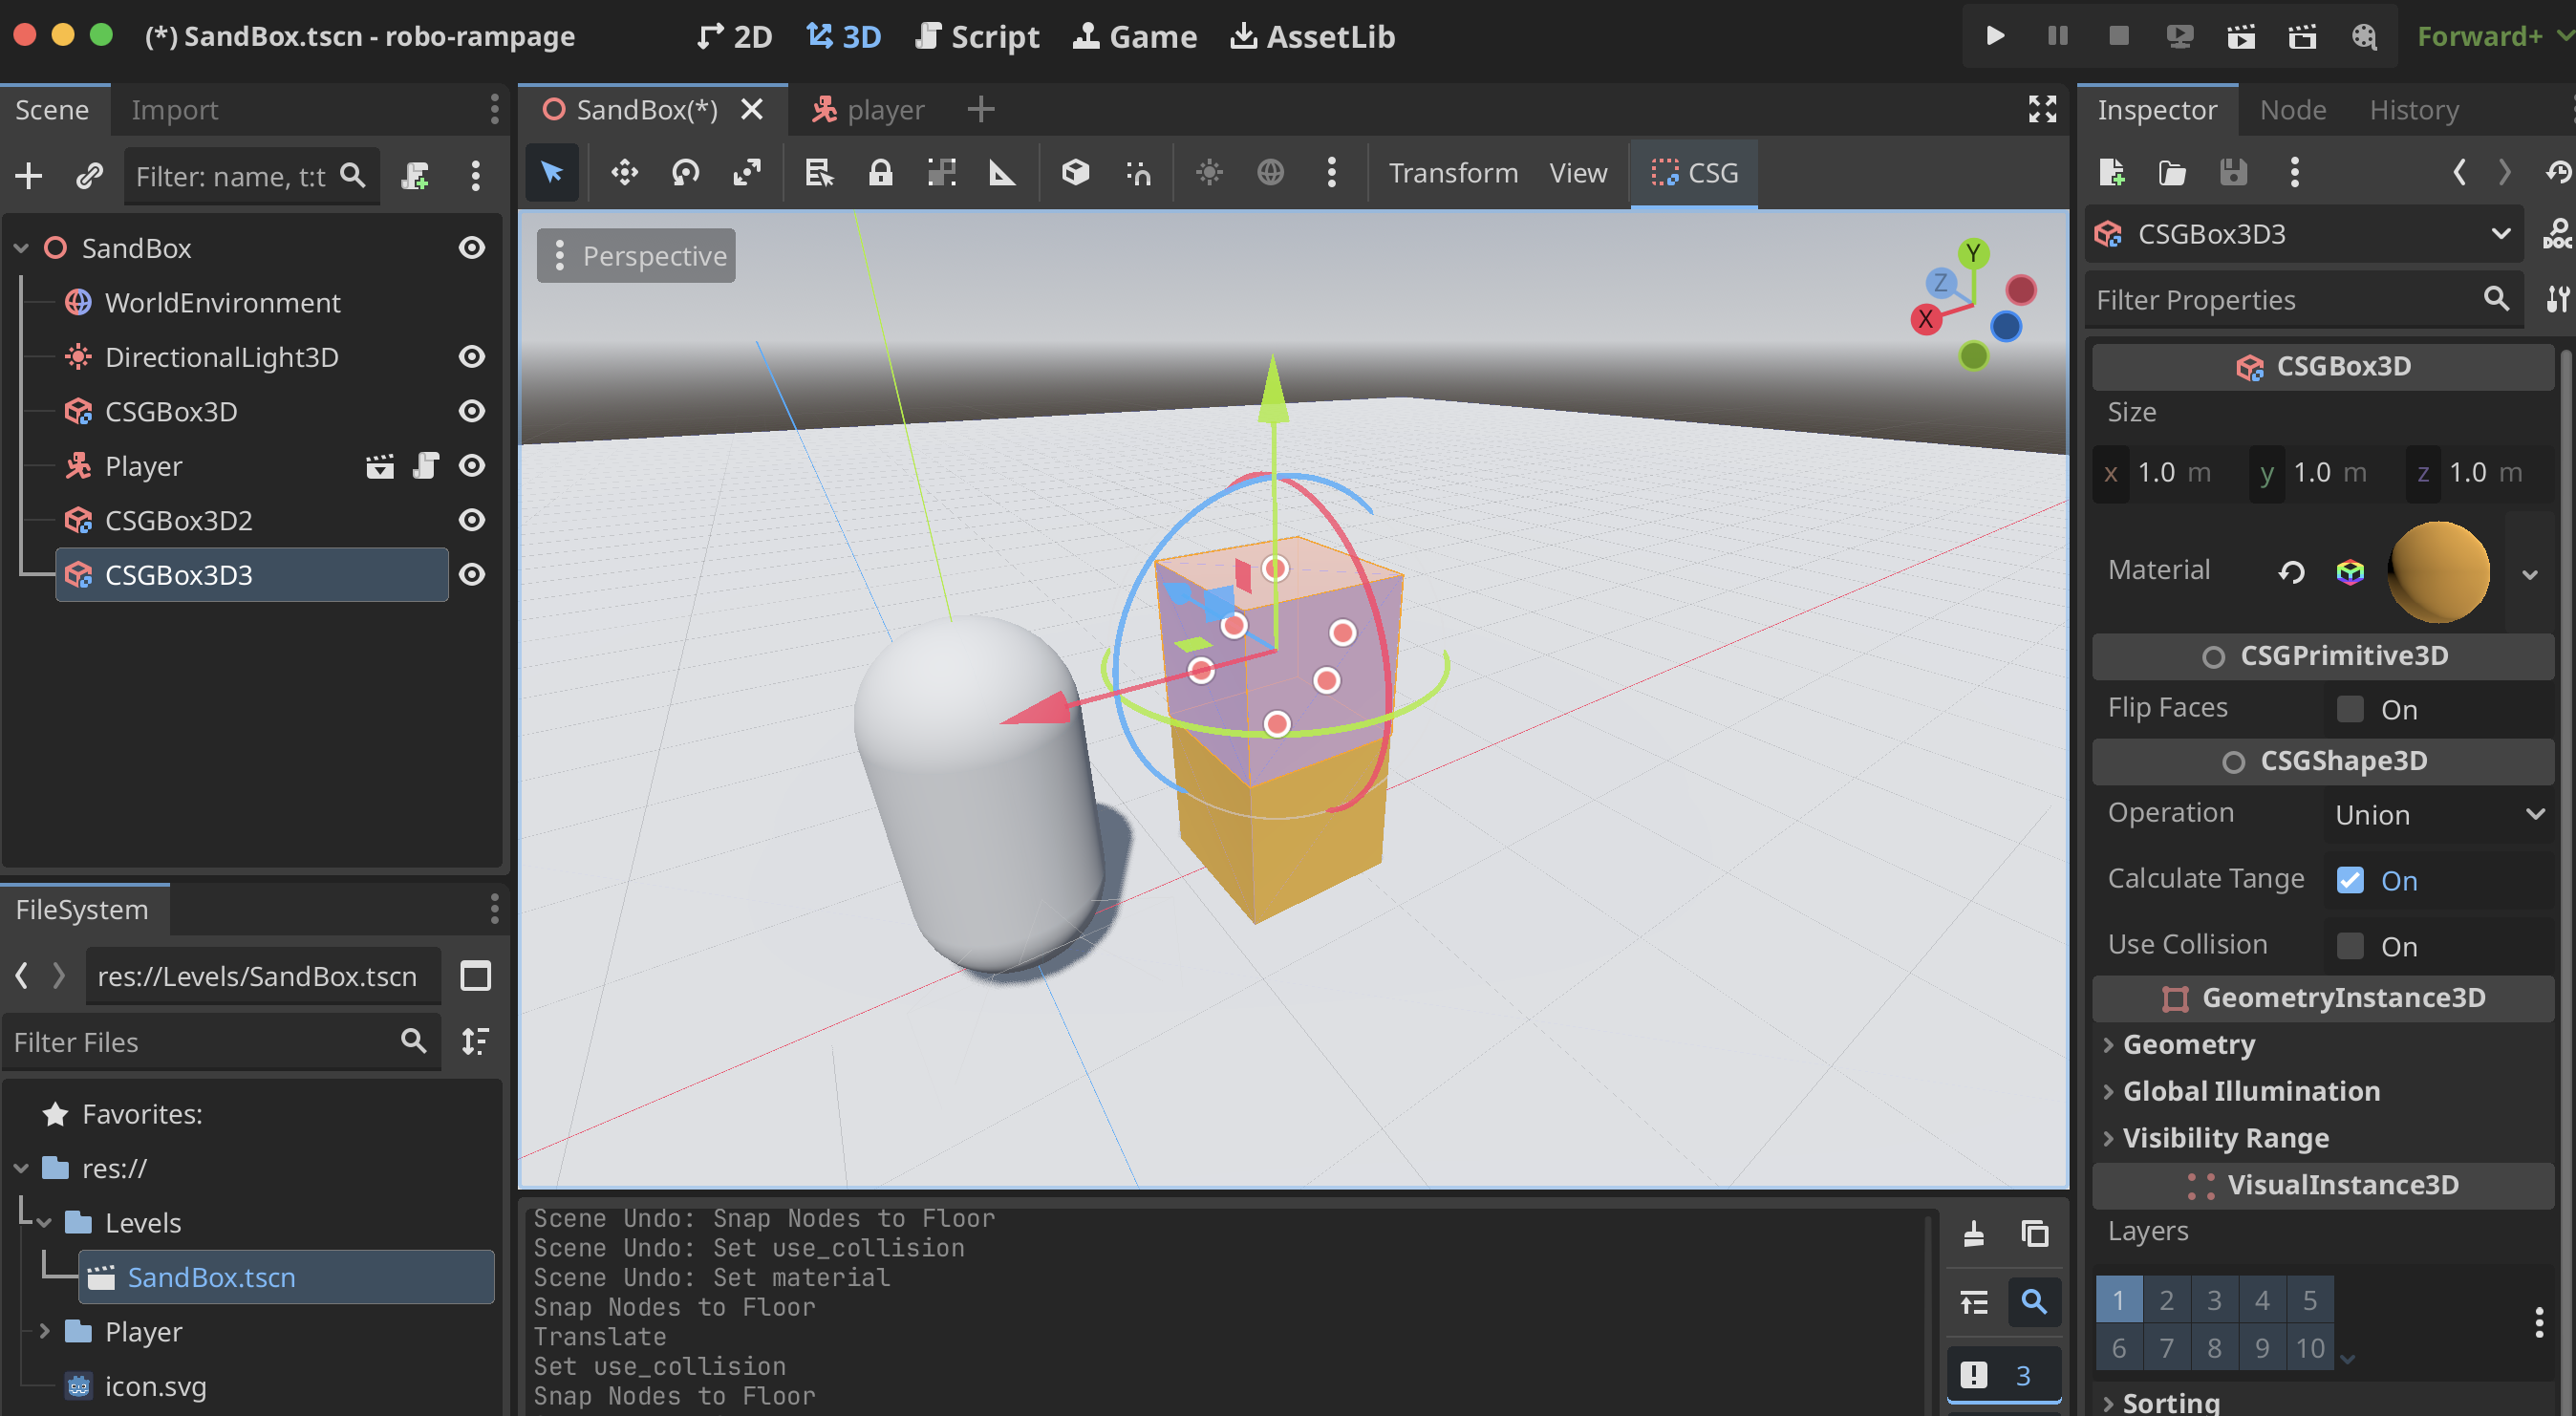 (*) SandBox.tscn - robo-rampage
2D
3D
Script
Game
AssetLib
Forward+
Scene
Import
Filter: name, t:t
SandBox
WorldEnvironment
DirectionalLight3D
CSGBox3D
Player
CSGBox3D2
CSGBox3D3
FileSystem
res://Levels/SandBox.tscn
Filter Files
Favorites:
res://
Levels
SandBox.tscn
Player
icon.svg
SandBox(*)
player
Transform
View
CSG
Perspective
Y
Z
X
Scene Undo: Snap Nodes to Floor
Scene Undo: Set use_collision
Scene Undo: Set material
Snap Nodes to Floor
Translate
Set use_collision
Snap Nodes to Floor
3
Inspector
Node
History
CSGBox3D3
DOC
Filter Properties
CSGBox3D
Size
x 1.0 m y 1.0 m z 1.0 m
Material
CSGPrimitive3D
Flip Faces On
CSGShape3D
Operation Union
Calculate Tange On
Use Collision On
GeometryInstance3D
Geometry
Global Illumination
Visibility Range
VisualInstance3D
Layers
1 2 3 4 5
6 7 8 9 10
Sorting